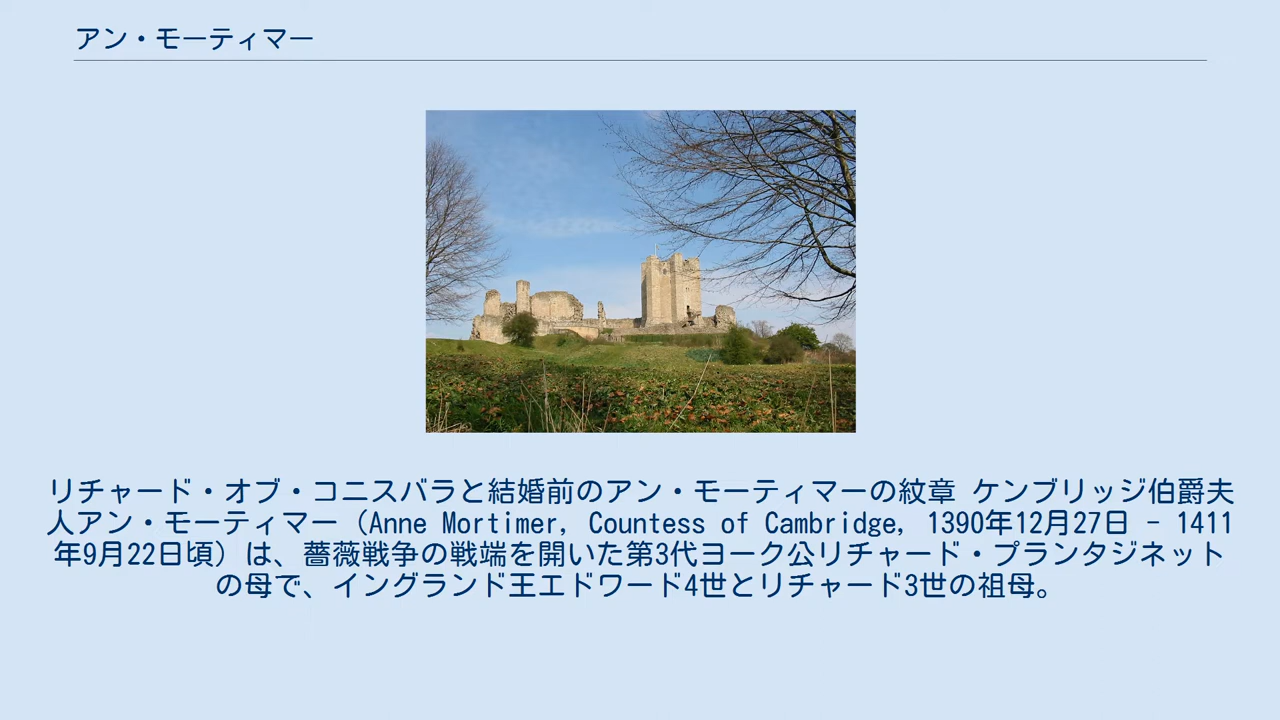 アン・モーティマー
リチャード・オブ・コニスバラと結婚前のアン・モーティマーの紋章 ケンブリッジ伯爵夫
人アン・モーティマー（Anne Mortimer, Countess of Cambridge, 1390年12月27日 - 1411
年9月22日頃）は、薔薇戦争の戦端を開いた第3代ヨーク公リチャード・プランタジネット
の母で、イングランド王エドワード4世とリチャード3世の祖母。